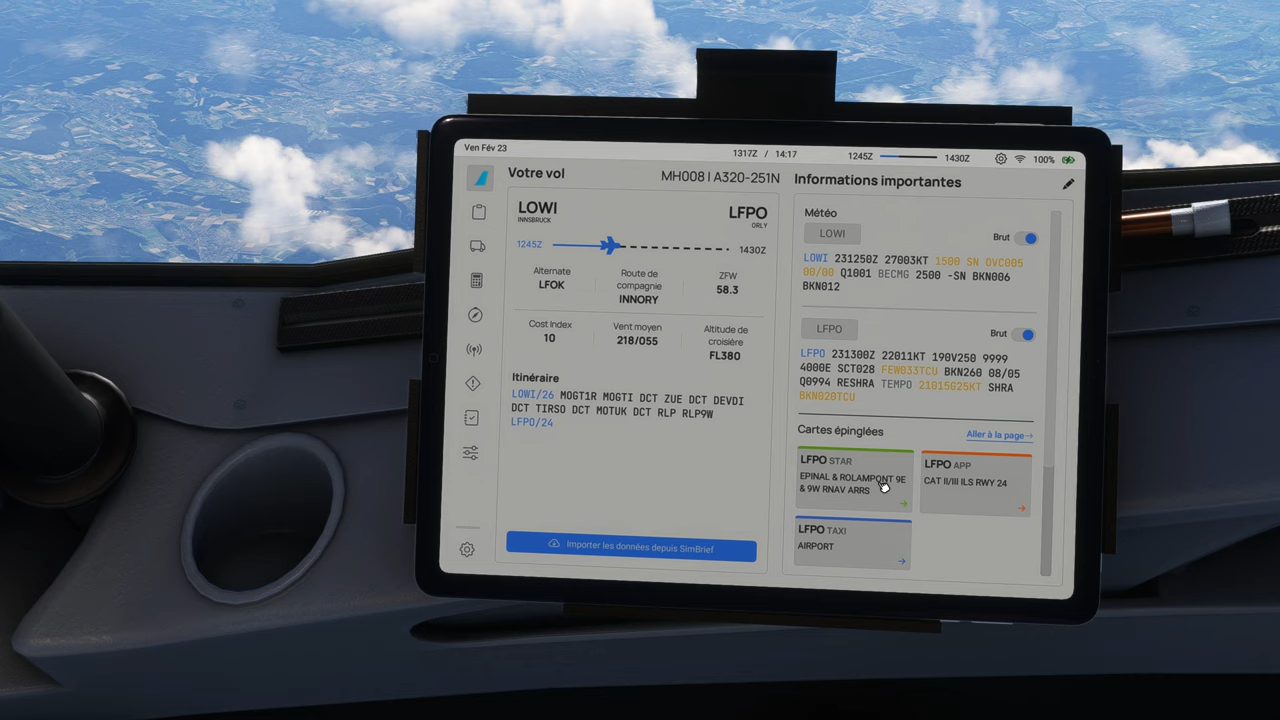 Ven Fév 23
1317Z / 14:17
1245Z
1430Z
100%
Votre vol
MH008 | A320-251N
LOWI
INNSBRUCK
LFPO
ORLY
1245Z
1430Z
Alternate
LFOK
Route de
compagnie
INNORY
ZFW
58.3
Cost Index
10
Vent moyen
218/055
Altitude de
croisière
FL380
Itinéraire
LOWI/26 MOGT1R MOGTI DCT ZUE DCT DEVDI
DCT TIRSO DCT MOTUK DCT RLP RLP9W
LFPO/24
Importer les données depuis SimBrief
Informations importantes
Météo
LOWI
Brut
LOWI 231250Z 27003KT 1500 SN OVC005
00/00 Q1001 BECMG 2500 -SN BKN006
BKN012
LFPO
Brut
LFPO 231300Z 22011KT 190V250 9999
4000E SCT028 FEW033TCU BKN260 08/05
Q0994 RESHRA TEMPO 21015G25KT SHRA
BKN020TCU
Cartes épinglées
Aller à la page→
LFPO STAR
EPINAL & ROLAMPONT 9E
& 9W RNAV ARRS
LFPO APP
CAT II/III ILS RWY 24
LFPO TAXI
AIRPORT